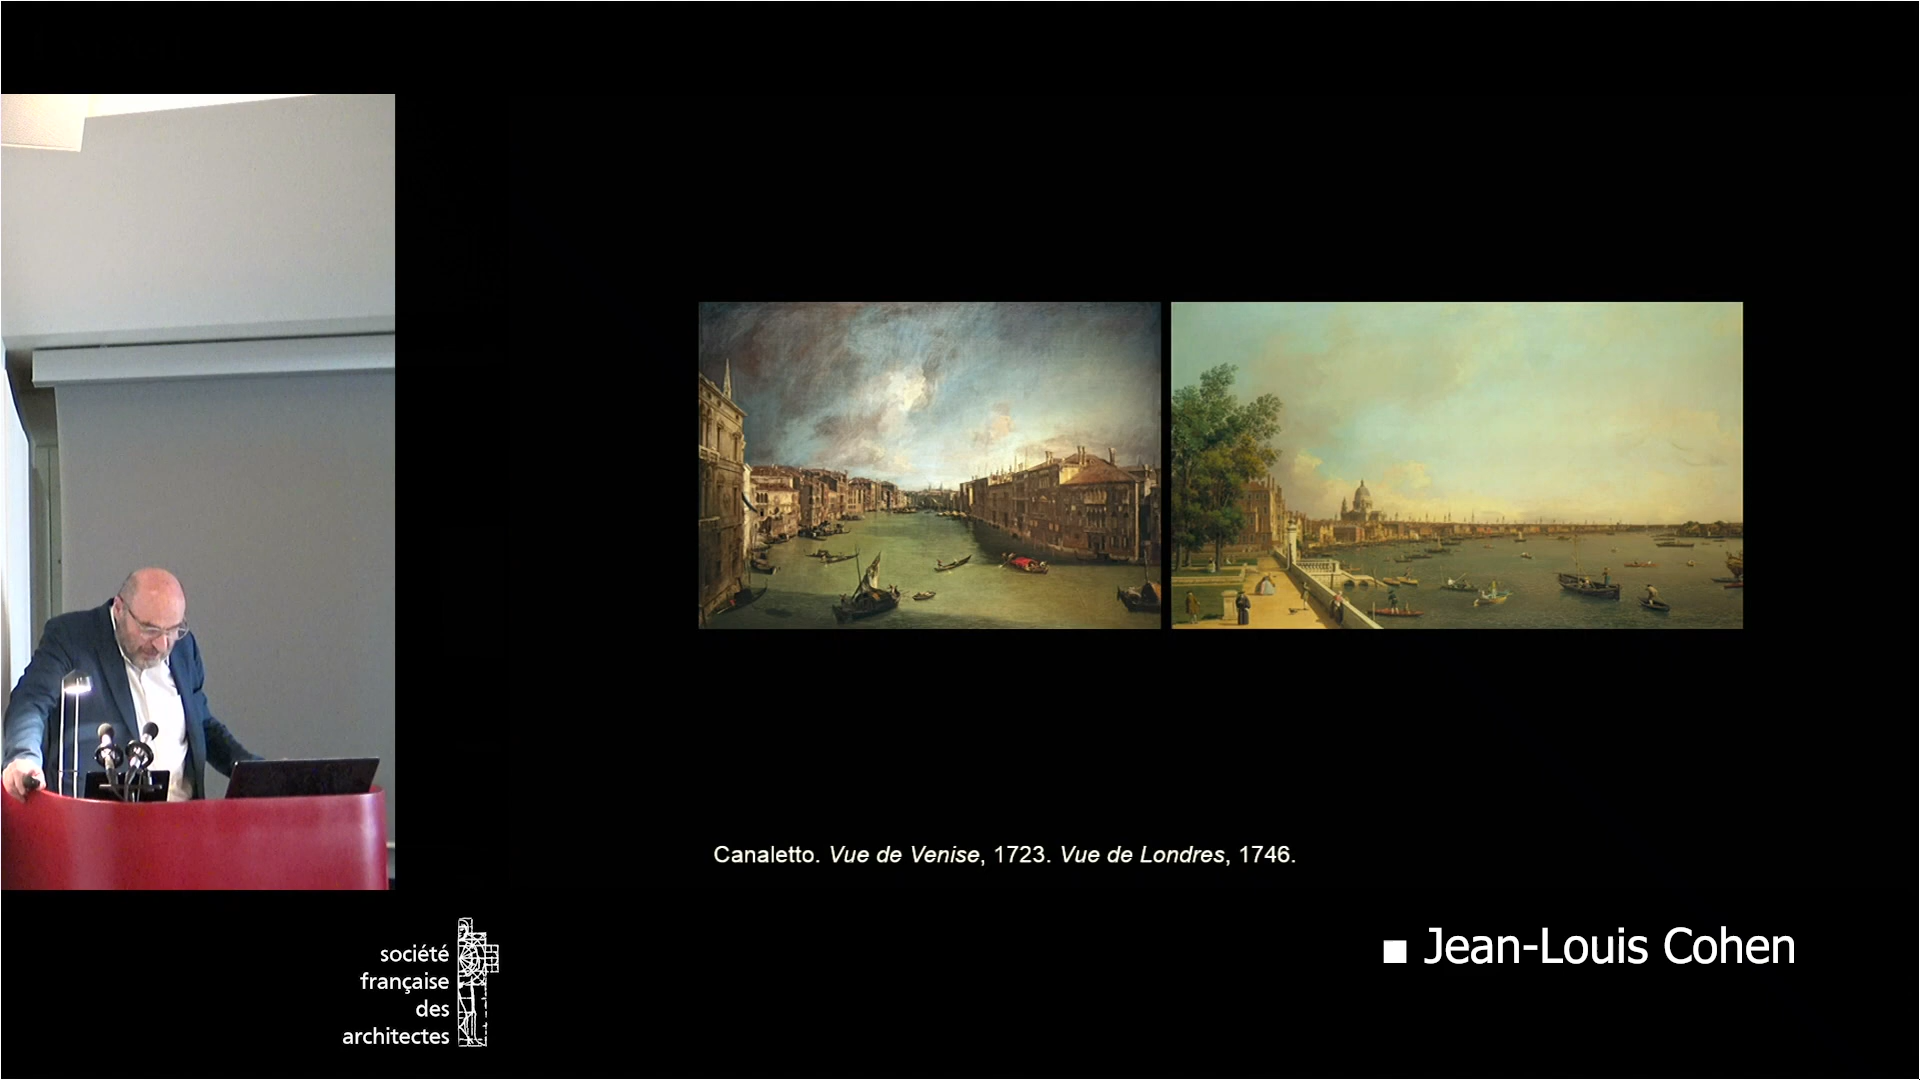 Canaletto. Vue de Venise, 1723. Vue de Londres, 1746.
société
française
des
architectes
Jean-Louis Cohen